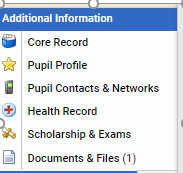 Additional Information
Core Record
Pupil Profile
Pupil Contacts & Networks
Health Record
Scholarship & Exams
Documents & Files (1)